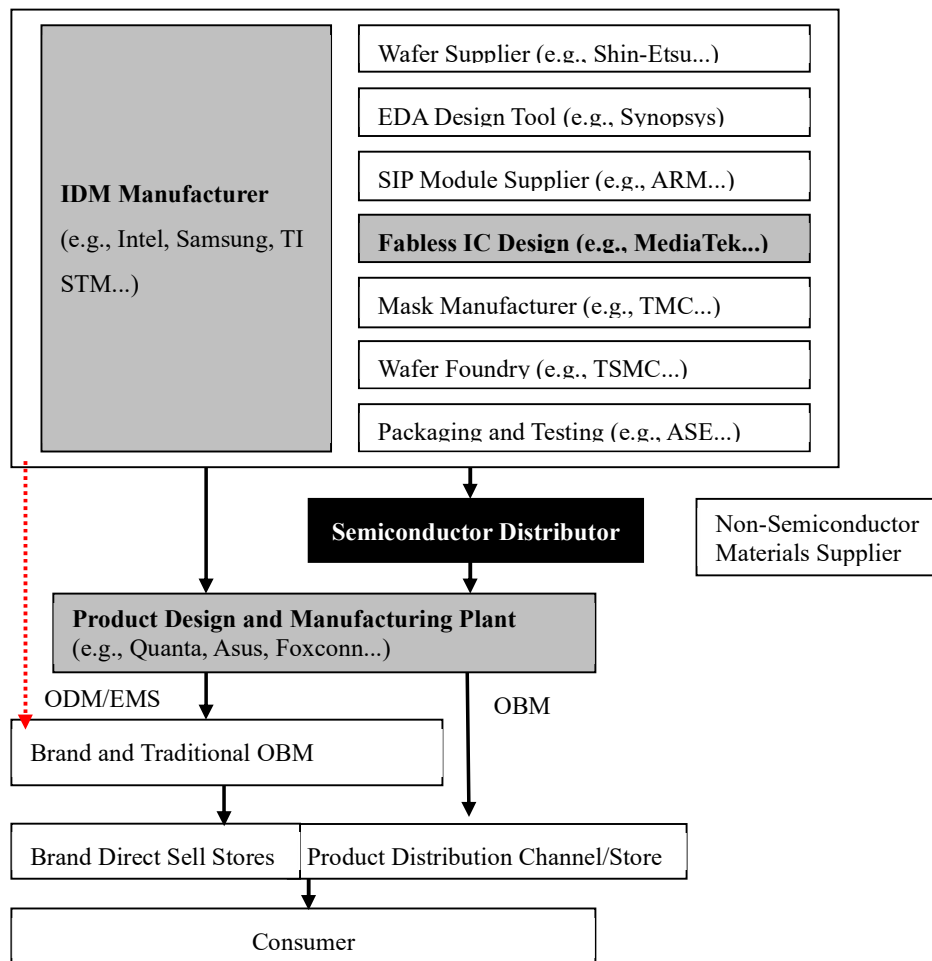 IDM Manufacturer
(e.g., Intel, Samsung, TI
STM...)
Wafer Supplier (e.g., Shin-Etsu...)
EDA Design Tool (e.g., Synopsys)
SIP Module Supplier (e.g., ARM...)
Fabless IC Design (e.g., MediaTek...)
Mask Manufacturer (e.g., TMC...)
Wafer Foundry (e.g., TSMC...)
Packaging and Testing (e.g., ASE...)
Semiconductor Distributor
Non-Semiconductor
Materials Supplier
Product Design and Manufacturing Plant
(e.g., Quanta, Asus, Foxconn...)
ODM/EMS
OBM
Brand and Traditional OBM
Brand Direct Sell Stores
Product Distribution Channel/Store
Consumer